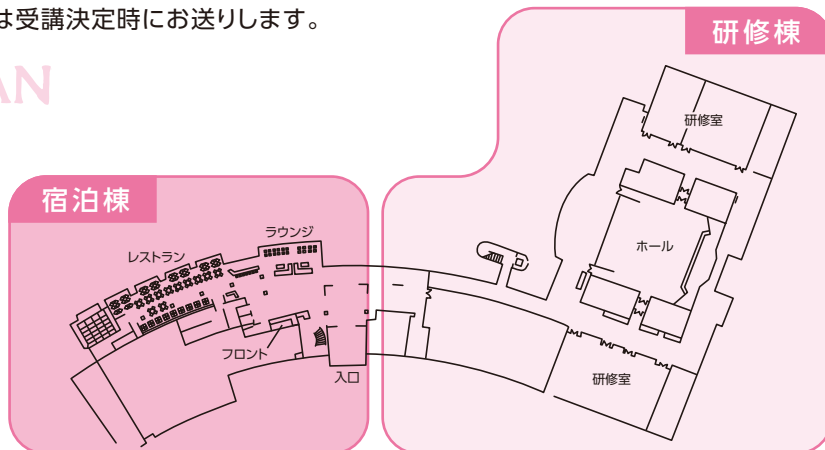 は受講決定時にお送りします。
AN
研修棟
研修室
宿泊棟
ラウンジ
レストラン
ホール
フロント
入口
研修室